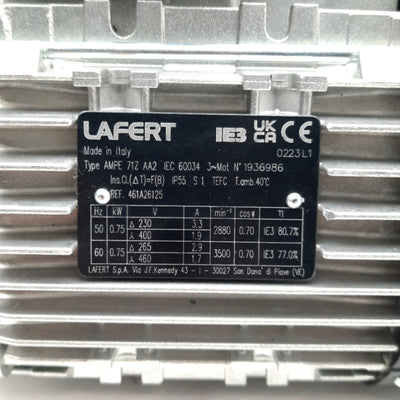 LAFERT IE3 UK CA CE
Made in Italy 0223L1
Type AMPE 71Z AA2 IEC 60034 3~Mot N°1936986
Ins.CL(ΔT)=F(B) IP55 S1 TEFC T.amb.40°C
REF. 461A26125
Hz kW V A min⁻¹ cosφ η
50 0.75 Δ 230 3.3 2880 0.70 IE3 80.7%
⅄ 400 1.9
60 0.75 Δ 265 2.9 3500 0.70 IE3 77.0%
⅄ 460 1.7
LAFERT S.p.A. Via J.F.Kennedy 43 - I - 30027 San Dona' di Piave (VE)